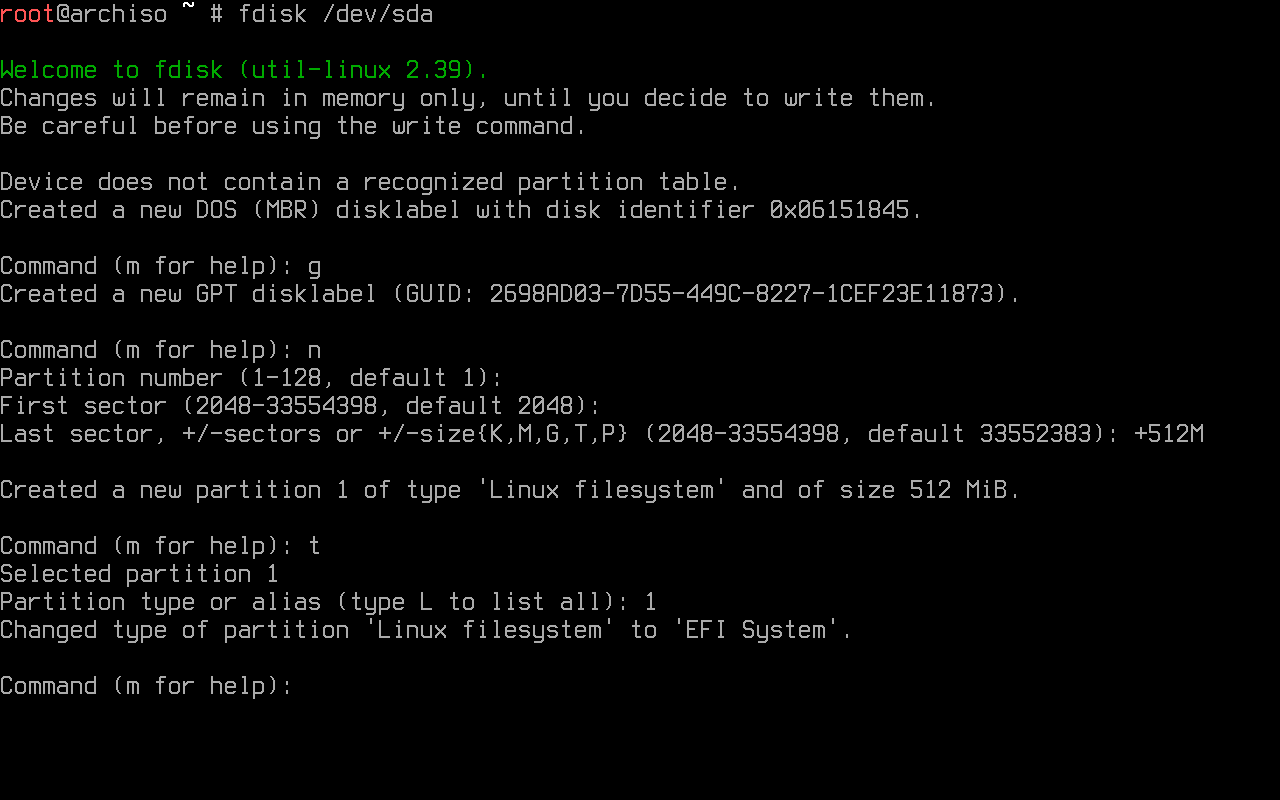 root@archiso ~ # fdisk /dev/sda
Welcome to fdisk (util-linux 2.39).
Changes will remain in memory only, until you decide to write them.
Be careful before using the write command.
Device does not contain a recognized partition table.
Created a new DOS (MBR) disklabel with disk identifier 0x06151845.
Command (m for help): g
Created a new GPT disklabel (GUID: 2698AD03-7D55-449C-8227-1CEF23E11873).
Command (m for help): n
Partition number (1-128, default 1):
First sector (2048-33554398, default 2048):
Last sector, +/-sectors or +/-size{K,M,G,T,P} (2048-33554398, default 33552383): +512M
Created a new partition 1 of type 'Linux filesystem' and of size 512 MiB.
Command (m for help): t
Selected partition 1
Partition type or alias (type L to list all): 1
Changed type of partition 'Linux filesystem' to 'EFI System'.
Command (m for help):